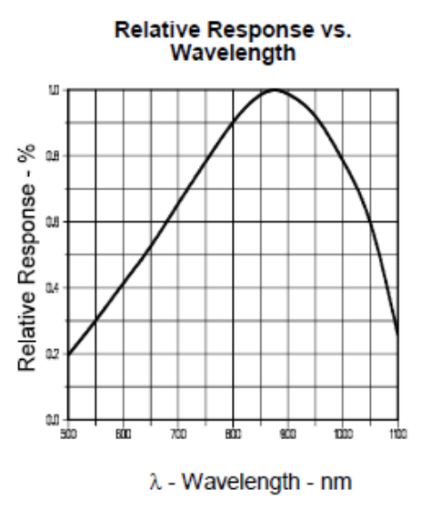 Relative Response vs.
Wavelength
Relative Response - %
1.0
0.8
0.6
0.4
0.2
0.0
500 600 700 800 900 1000 1100
λ - Wavelength - nm